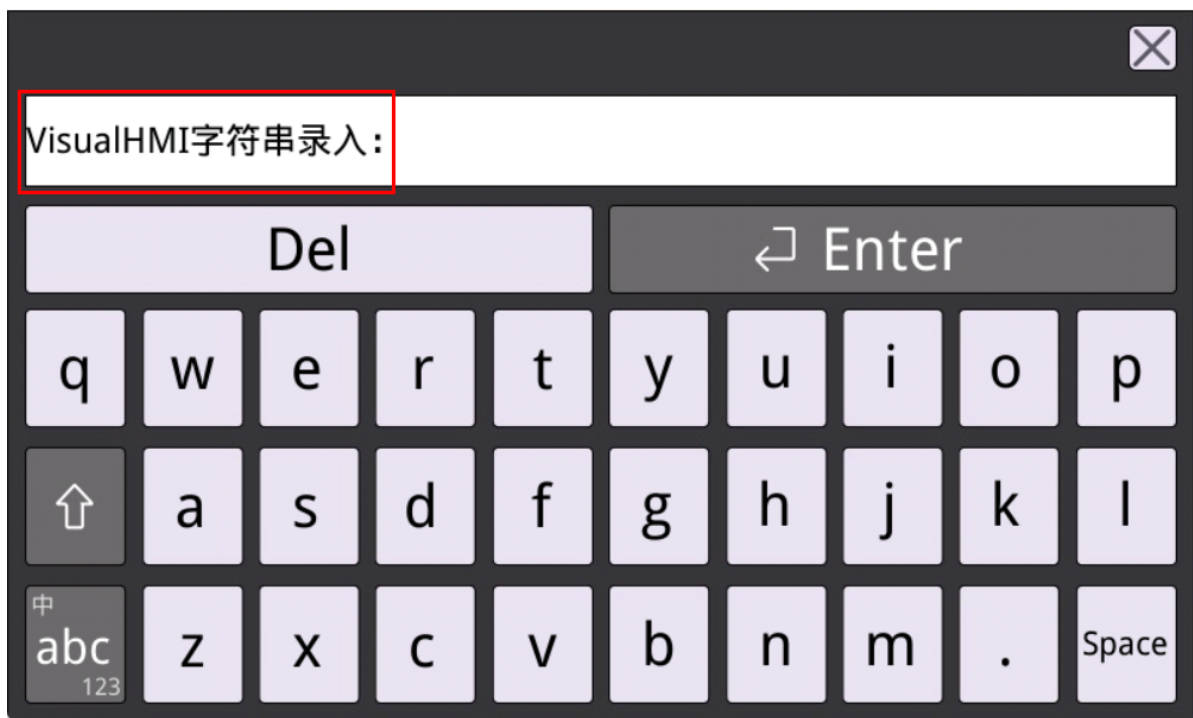 VisualHMI字符串录入:
Del Enter
q w e r t y u i o p
a s d f g h j k l
中
abc
123
z x c v b n m . Space